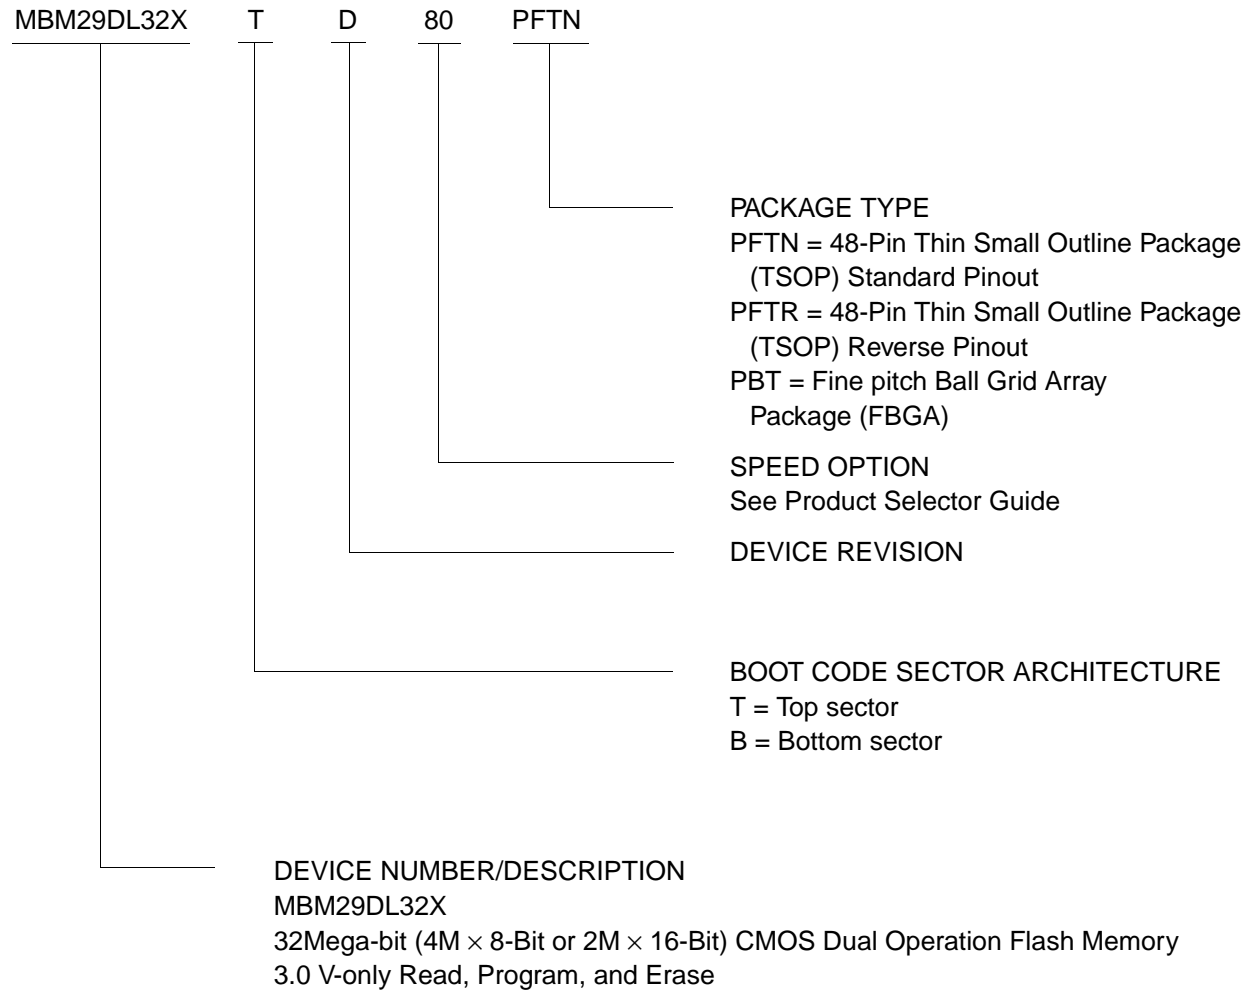 MBM29DL32X T D 80 PFTN
PACKAGE TYPE
PFTN = 48-Pin Thin Small Outline Package
(TSOP) Standard Pinout
PFTR = 48-Pin Thin Small Outline Package
(TSOP) Reverse Pinout
PBT = Fine pitch Ball Grid Array
Package (FBGA)
SPEED OPTION
See Product Selector Guide
DEVICE REVISION
BOOT CODE SECTOR ARCHITECTURE
T = Top sector
B = Bottom sector
DEVICE NUMBER/DESCRIPTION
MBM29DL32X
32Mega-bit (4M × 8-Bit or 2M × 16-Bit) CMOS Dual Operation Flash Memory
3.0 V-only Read, Program, and Erase